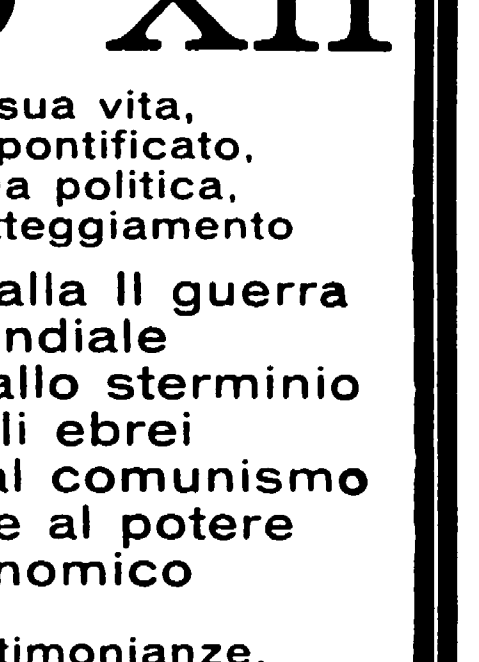 XII
sua vita,
pontificato,
a politica,
tteggiamento
alla II guerra
ndiale
allo sterminio
li ebrei
al comunismo
e al potere
nomico
timonianze,